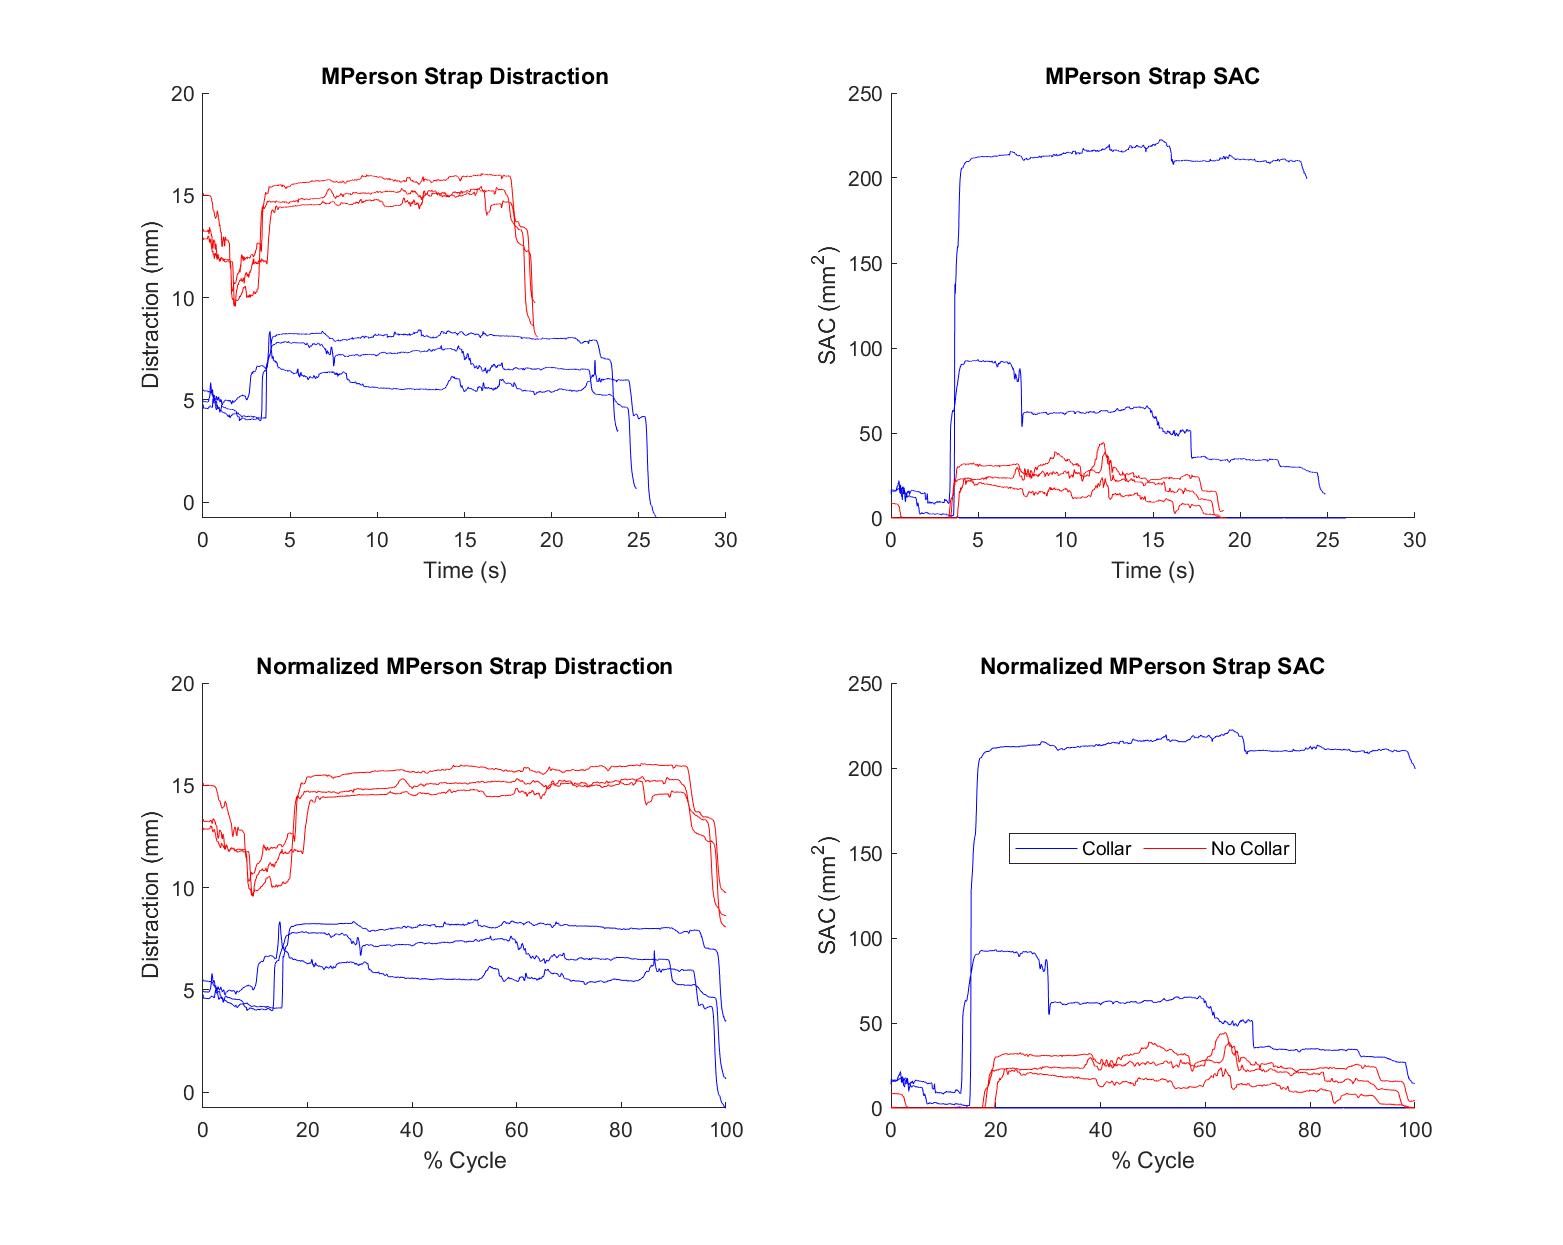 MPerson Strap Distraction
20
15
10
5
0
Distraction (mm)
0 5 10 15 20 25 30
Time (s)
MPerson Strap SAC
250
200
150
100
50
0
SAC (mm²)
0 5 10 15 20 25 30
Time (s)
Normalized MPerson Strap Distraction
20
15
10
5
0
Distraction (mm)
0 20 40 60 80 100
% Cycle
Normalized MPerson Strap SAC
250
200
150
100
50
0
SAC (mm²)
Collar No Collar
0 20 40 60 80 100
% Cycle